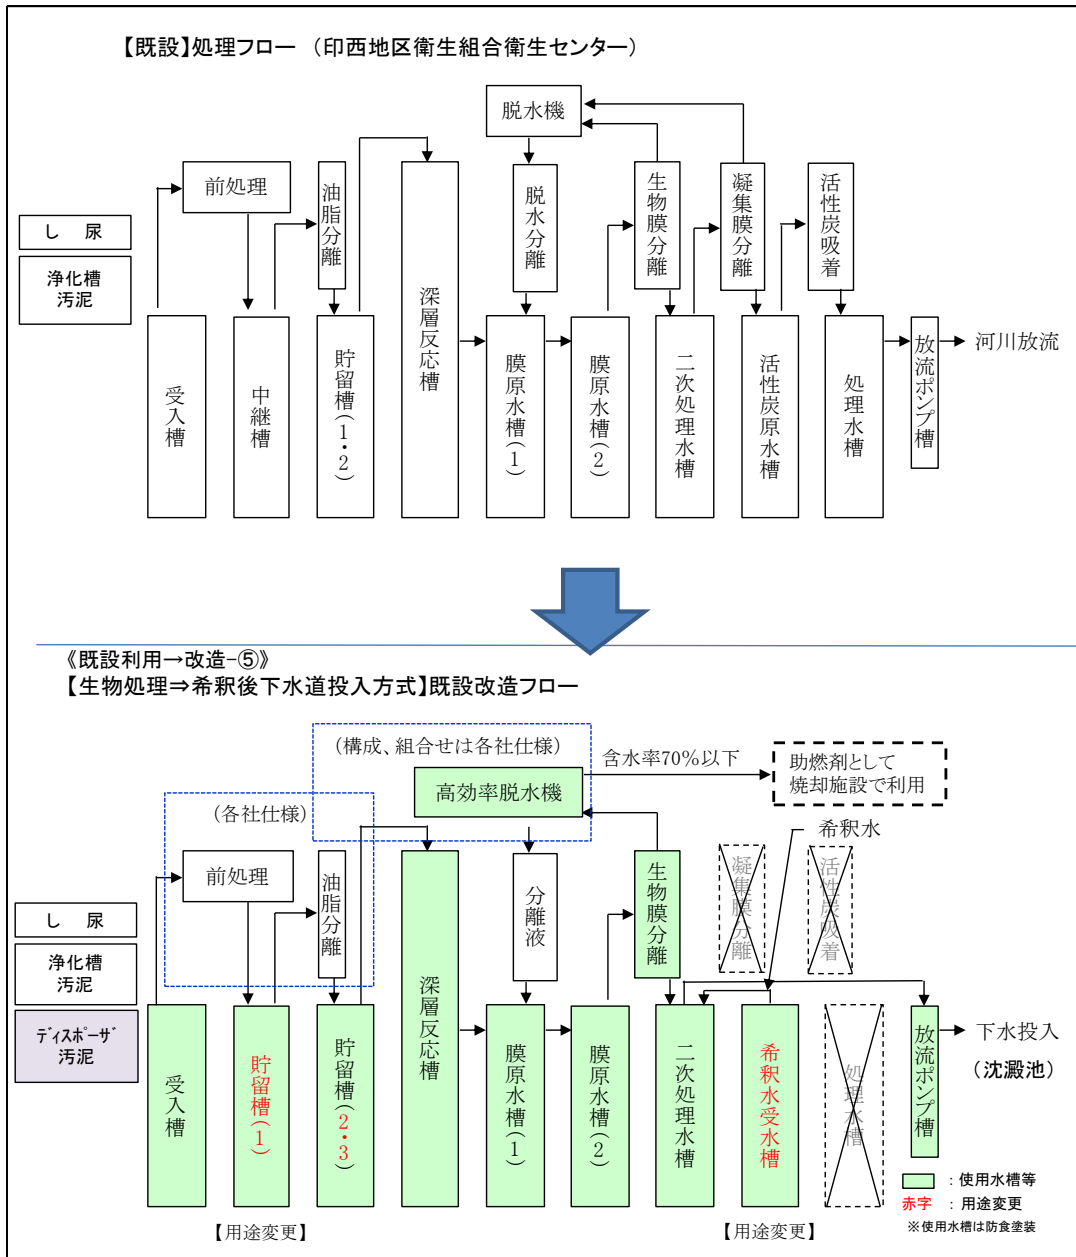 【既設】処理フロー （印西地区衛生組合衛生センター）
脱水機
前処理
油脂分離
脱水分離
生物膜分離
凝集膜分離
活性炭吸着
し 尿
浄化槽
汚泥
受入槽
中継槽
貯留槽(1・2)
深層反応槽
膜原水槽(1)
膜原水槽(2)
二次処理水槽
活性炭原水槽
処理水槽
放流ポンプ槽
河川放流
《既設利用→改造-⑤》
【生物処理⇒希釈後下水道投入方式】既設改造フロー
(構成、組合せは各社仕様)
高効率脱水機
含水率70%以下
助燃剤として
焼却施設で利用
(各社仕様)
希釈水
前処理
油脂分離
分離液
生物膜分離
凝集膜分離
活性炭吸着
し 尿
浄化槽
汚泥
ﾃﾞｨｽﾎﾟｰｻﾞ
汚泥
受入槽
貯留槽(1)
貯留槽(2・3)
深層反応槽
膜原水槽(1)
膜原水槽(2)
二次処理水槽
希釈水受水槽
処理水槽
放流ポンプ槽
下水投入
(沈澱池)
：使用水槽等
赤字 ：用途変更
※使用水槽は防食塗装
【用途変更】
【用途変更】